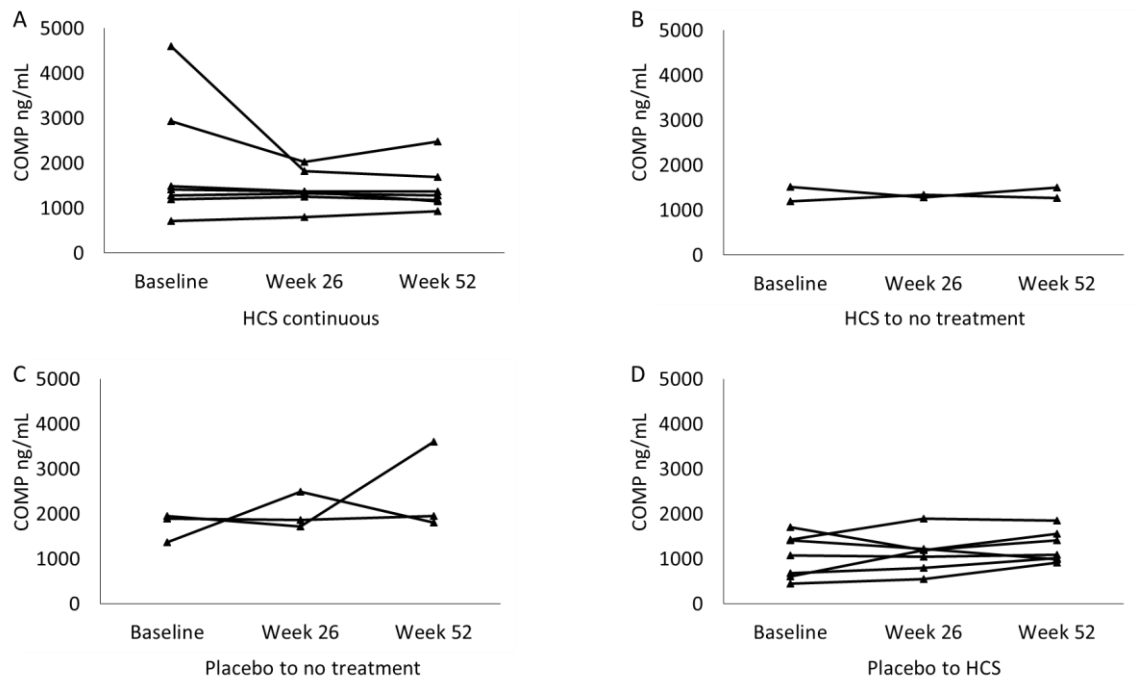 A
COMP ng/mL
5000
4000
3000
2000
1000
0
Baseline Week 26 Week 52
HCS continuous
B
COMP ng/mL
5000
4000
3000
2000
1000
0
Baseline Week 26 Week 52
HCS to no treatment
C
COMP ng/mL
5000
4000
3000
2000
1000
0
Baseline Week 26 Week 52
Placebo to no treatment
D
COMP ng/mL
5000
4000
3000
2000
1000
0
Baseline Week 26 Week 52
Placebo to HCS